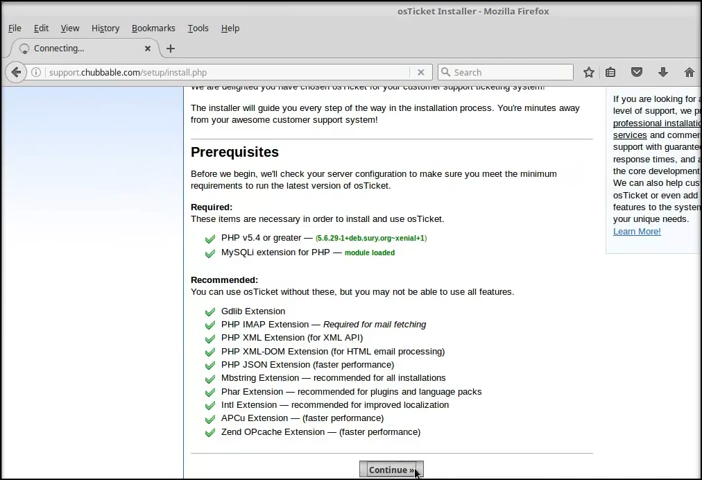 osTicket Installer - Mozilla Firefox
File Edit View History Bookmarks Tools Help
Connecting...
support.chubbable.com/setup/install.php
Search
We are delighted you have chosen osTicket for your customer support ticketing system!
The installer will guide you every step of the way in the installation process. You're minutes away
from your awesome customer support system!
Prerequisites
Before we begin, we'll check your server configuration to make sure you meet the minimum
requirements to run the latest version of osTicket.
Required:
These items are necessary in order to install and use osTicket.
PHP v5.4 or greater — (5.6.29-1+deb.sury.org~xenial+1)
MySQLi extension for PHP — module loaded
Recommended:
You can use osTicket without these, but you may not be able to use all features.
Gdlib Extension
PHP IMAP Extension — Required for mail fetching
PHP XML Extension (for XML API)
PHP XML-DOM Extension (for HTML email processing)
PHP JSON Extension (faster performance)
Mbstring Extension — recommended for all installations
Phar Extension — recommended for plugins and language packs
Intl Extension — recommended for improved localization
APCu Extension — (faster performance)
Zend OPcache Extension — (faster performance)
Continue »
If you are looking for a
level of support, we p
professional installatio
services and commer
support with guarante
response times, and a
the core development
We can also help cus
osTicket or even add
features to the system
your unique needs.
Learn More!